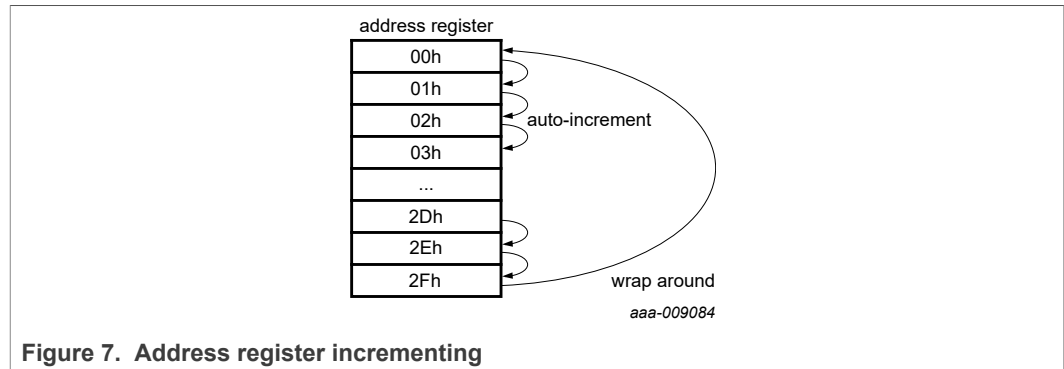 address register
00h
01h
02h
auto-increment
03h
...
2Dh
2Eh
2Fh
wrap around
aaa-009084
Figure 7. Address register incrementing